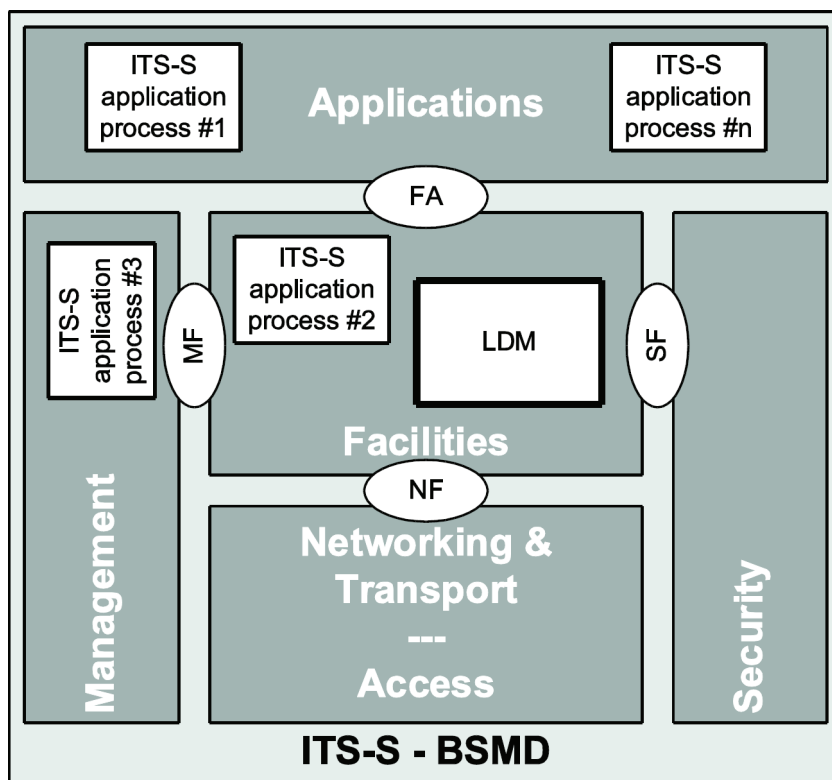 ITS-S
application
process #1
Applications
ITS-S
application
process #n
FA
ITS-S
application
process #3
MF
ITS-S
application
process #2
LDM
SF
Facilities
NF
Management
Networking &
Transport
---
Access
Security
ITS-S - BSMD